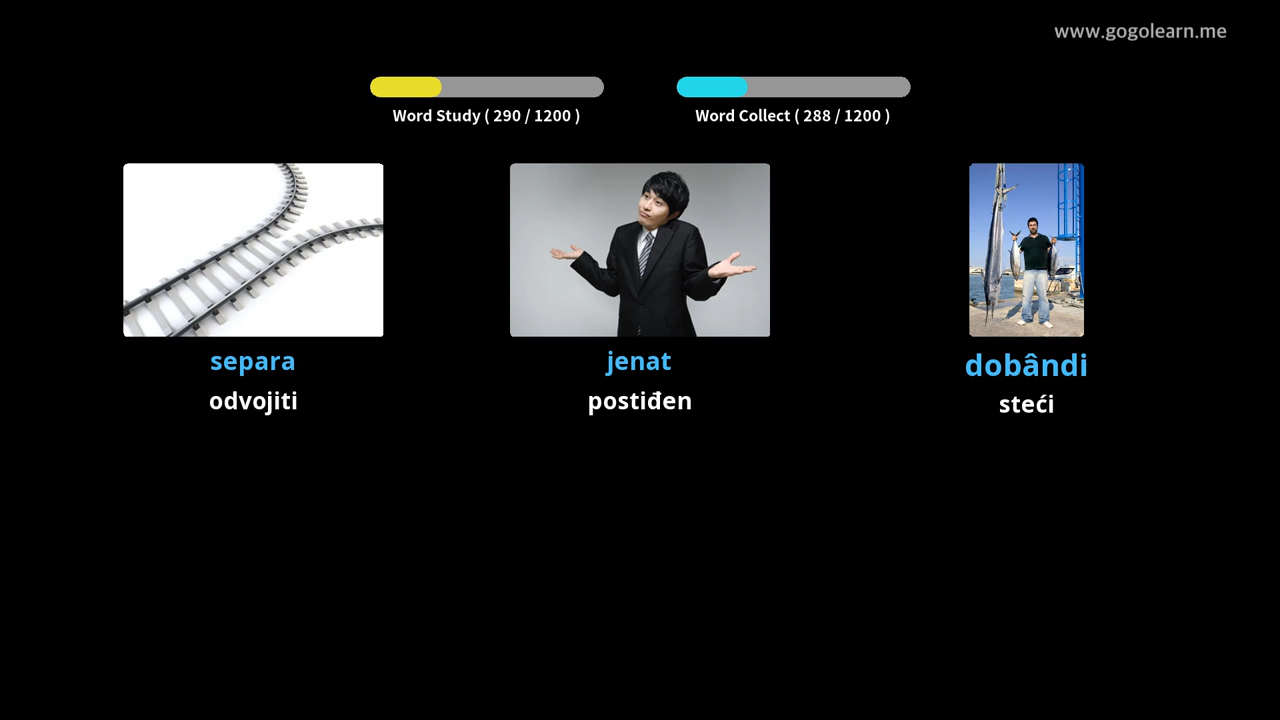 www.gogolearn.me
Word Study ( 290 / 1200 )
Word Collect ( 288 / 1200 )
separa
odvojiti
jenat
postiđen
dobândi
steći